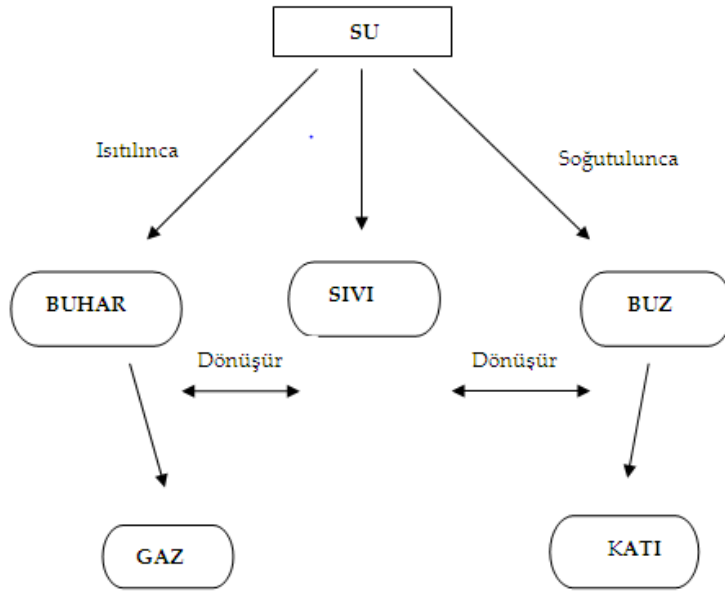 SU
Isıtılınca
Soğutulunca
BUHAR
SIVI
BUZ
Dönüşür
Dönüşür
GAZ
KATI